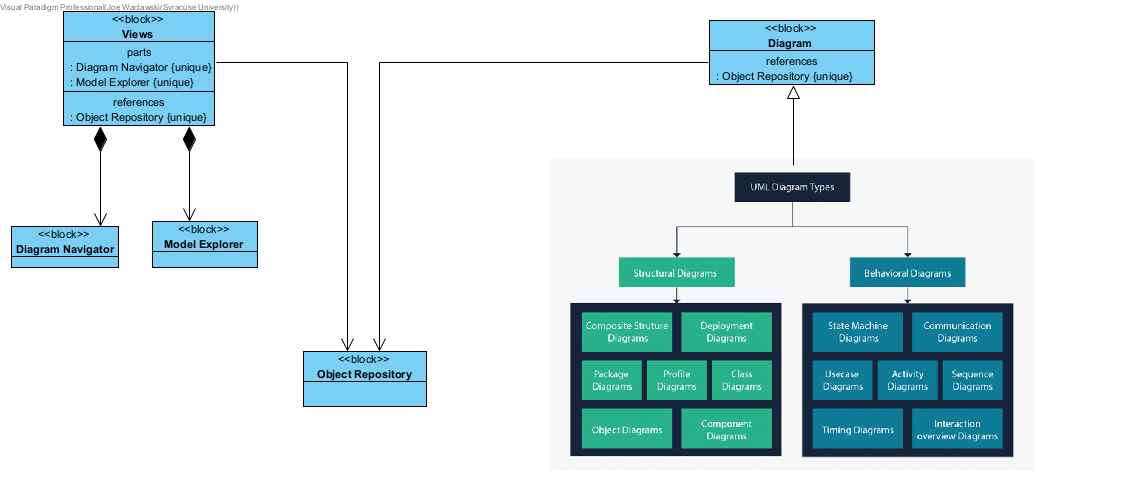 Visual Paradigm Professional(Joe Waclawski(Syracuse University))
<<block>>
Views
parts
: Diagram Navigator {unique}
: Model Explorer {unique}
references
: Object Repository {unique}
<<block>>
Diagram
references
: Object Repository {unique}
<<block>>
Diagram Navigator
<<block>>
Model Explorer
<<block>>
Object Repository
UML Diagram Types
Structural Diagrams
Behavioral Diagrams
Composite Struture
Diagrams
Deployment
Diagrams
Package
Diagrams
Profile
Diagrams
Class
Diagrams
Object Diagrams
Component
Diagrams
State Machine
Diagrams
Communication
Diagrams
Usecase
Diagrams
Activity
Diagrams
Sequence
Diagrams
Timing Diagrams
Interaction
overview Diagrams